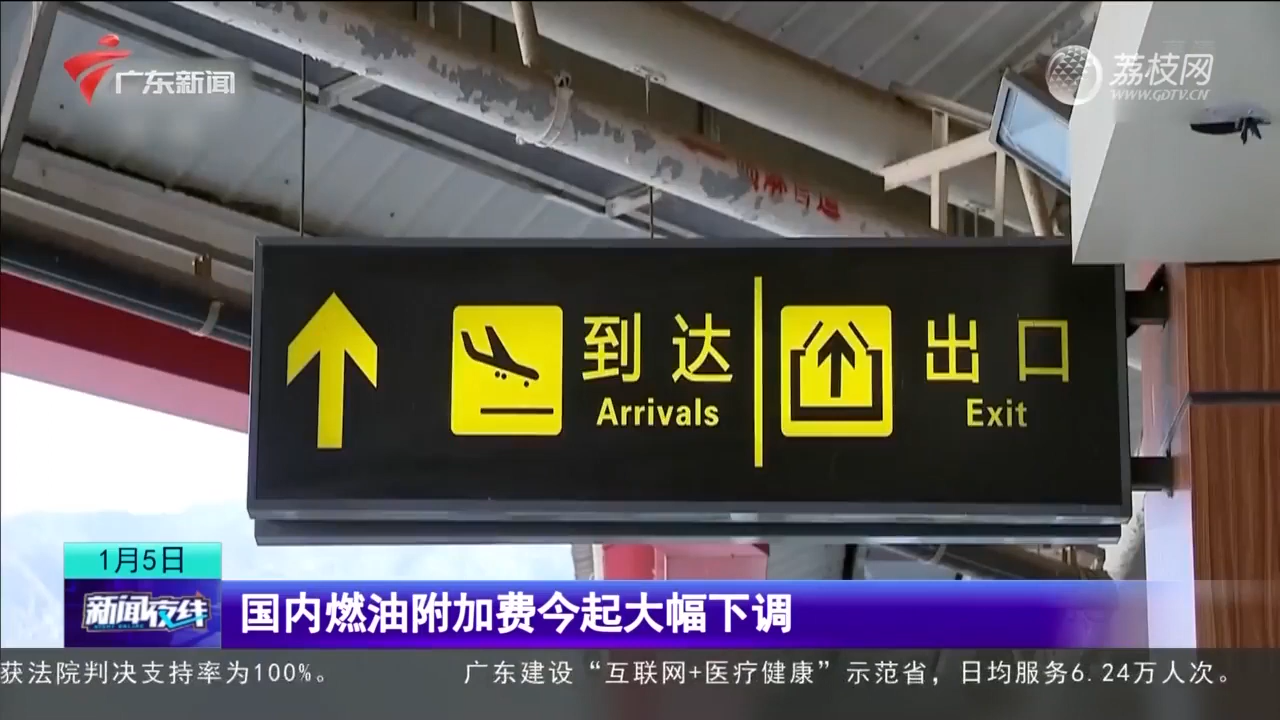 广东新闻
荔枝网
WWW.GDTV.CN
到达
Arrivals
出口
Exit
1月5日
新闻夜线
国内燃油附加费今起大幅下调
获法院判决支持率为100%。 广东建设“互联网+医疗健康”示范省，日均服务6.24万人次。